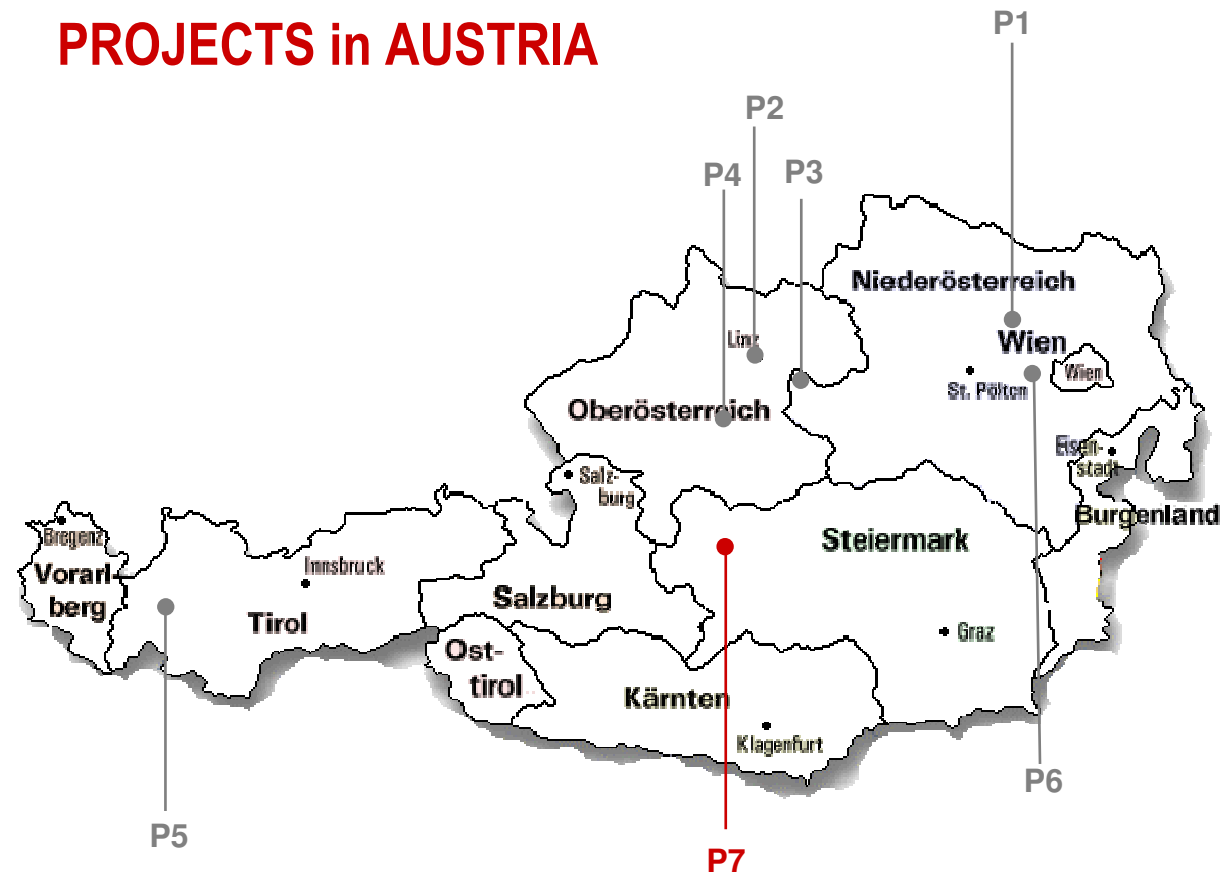 PROJECTS in AUSTRIA
P1
P2
P4
P3
Niederösterreich
Linz
Wien
Wien
St. Pölten
Oberösterreich
Eisen-
stadt
Salz-
burg
Burgenland
Bregenz
Steiermark
Innsbruck
Vorarl-
berg
Salzburg
Tirol
Graz
Ost-
tirol
Kärnten
Klagenfurt
P6
P5
P7